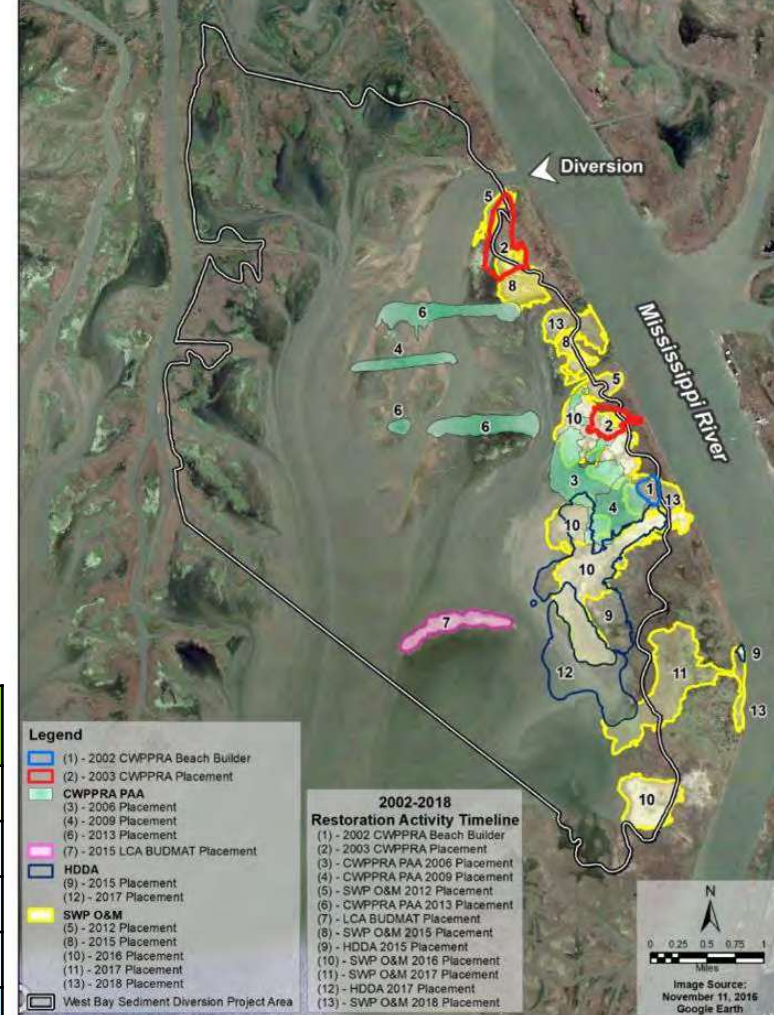 Diversion
5
2
8
6
13
8
4
Mississippi River
5
6
6
10
2
3
1
13
4
10
10
9
7
12
11
9
13
10
Legend
(1) - 2002 CWPPRA Beach Builder
(2) - 2003 CWPPRA Placement
CWPPRA PAA
(3) - 2006 Placement
(4) - 2009 Placement
(6) - 2013 Placement
(7) - 2015 LCA BUDMAT Placement
HDDA
(9) - 2015 Placement
(12) - 2017 Placement
SWP O&M
(5) - 2012 Placement
(8) - 2015 Placement
(10) - 2016 Placement
(11) - 2017 Placement
(13) - 2018 Placement
West Bay Sediment Diversion Project Area
2002-2018
Restoration Activity Timeline
(1) - 2002 CWPPRA Beach Builder
(2) - 2003 CWPPRA Placement
(3) - CWPPRA PAA 2006 Placement
(4) - CWPPRA PAA 2009 Placement
(5) - SWP O&M 2012 Placement
(6) - CWPPRA PAA 2013 Placement
(7) - LCA BUDMAT Placement
(8) - SWP O&M 2015 Placement
(9) - HDDA 2015 Placement
(10) - SWP O&M 2016 Placement
(11) - SWP O&M 2017 Placement
(12) - HDDA 2017 Placement
(13) - SWP O&M 2018 Placement
N
0 0.25 0.5 0.75 1
Miles
Image Source:
November 11, 2016
Google Earth